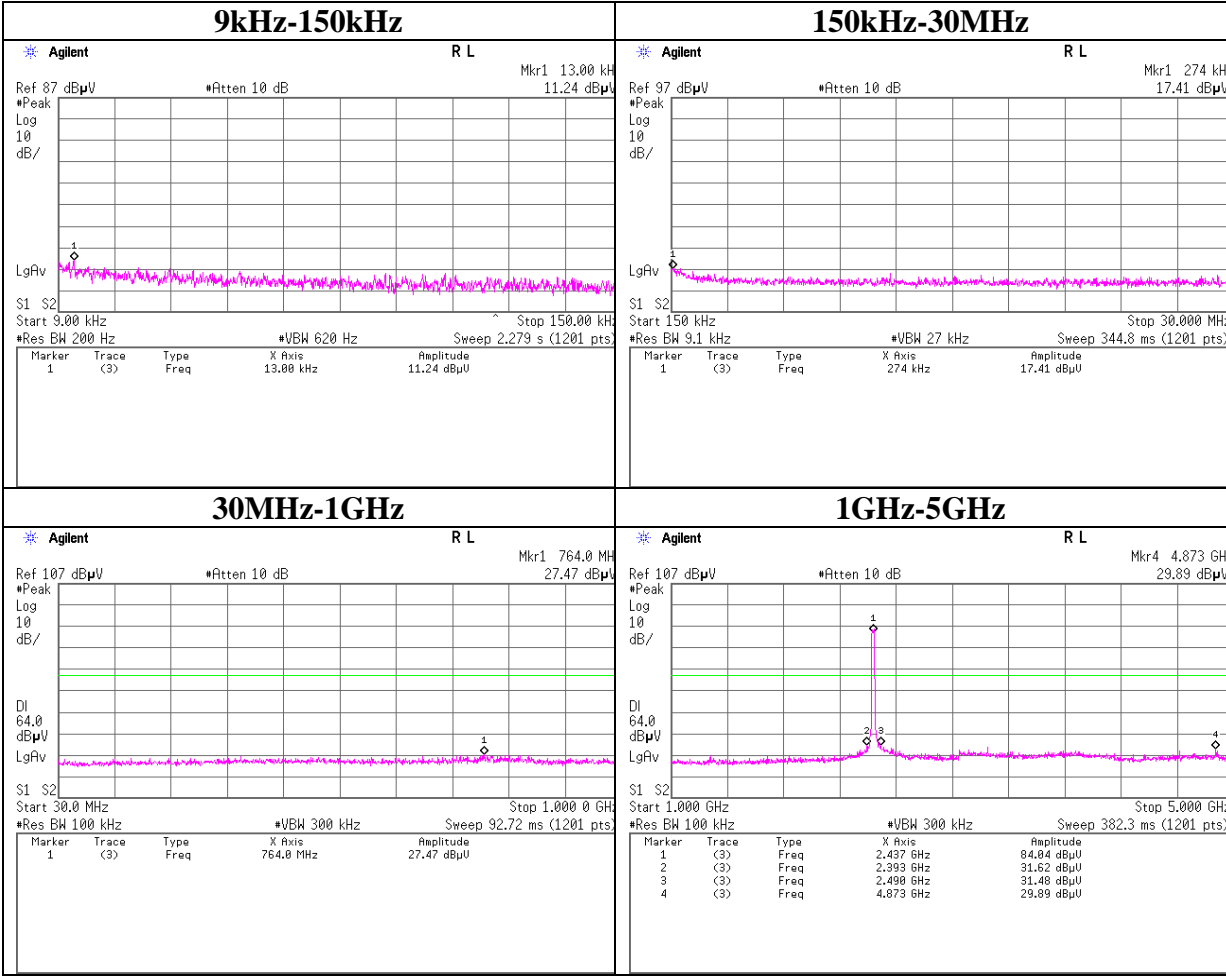 9kHz-150kHz
Agilent R L
Mkr1 13.00 kH
Ref 87 dBµV #Atten 10 dB 11.24 dBµV
#Peak
Log
10
dB/
1
LgAv
S1 S2
Start 9.00 kHz ^ Stop 150.00 kHz
#Res BW 200 Hz #VBW 620 Hz Sweep 2.279 s (1201 pts)
Marker Trace Type X Axis Amplitude
1 (3) Freq 13.00 kHz 11.24 dBµV
150kHz-30MHz
Agilent R L
Mkr1 274 kH
Ref 97 dBµV #Atten 10 dB 17.41 dBµV
#Peak
Log
10
dB/
1
LgAv
S1 S2
Start 150 kHz Stop 30.000 MHz
#Res BW 9.1 kHz #VBW 27 kHz Sweep 344.8 ms (1201 pts)
Marker Trace Type X Axis Amplitude
1 (3) Freq 274 kHz 17.41 dBµV
30MHz-1GHz
Agilent R L
Mkr1 764.0 MH
Ref 107 dBµV #Atten 10 dB 27.47 dBµV
#Peak
Log
10
dB/
DI
64.0
dBµV
1
LgAv
S1 S2
Start 30.0 MHz Stop 1.000 0 GHz
#Res BW 100 kHz #VBW 300 kHz Sweep 92.72 ms (1201 pts)
Marker Trace Type X Axis Amplitude
1 (3) Freq 764.0 MHz 27.47 dBµV
1GHz-5GHz
Agilent R L
Mkr4 4.873 GH
Ref 107 dBµV #Atten 10 dB 29.89 dBµV
#Peak
Log
10
dB/
1
DI
64.0
dBµV
2 3 4
LgAv
S1 S2
Start 1.000 GHz Stop 5.000 GHz
#Res BW 100 kHz #VBW 300 kHz Sweep 382.3 ms (1201 pts)
Marker Trace Type X Axis Amplitude
1 (3) Freq 2.437 GHz 84.04 dBµV
2 (3) Freq 2.393 GHz 31.62 dBµV
3 (3) Freq 2.490 GHz 31.48 dBµV
4 (3) Freq 4.873 GHz 29.89 dBµV